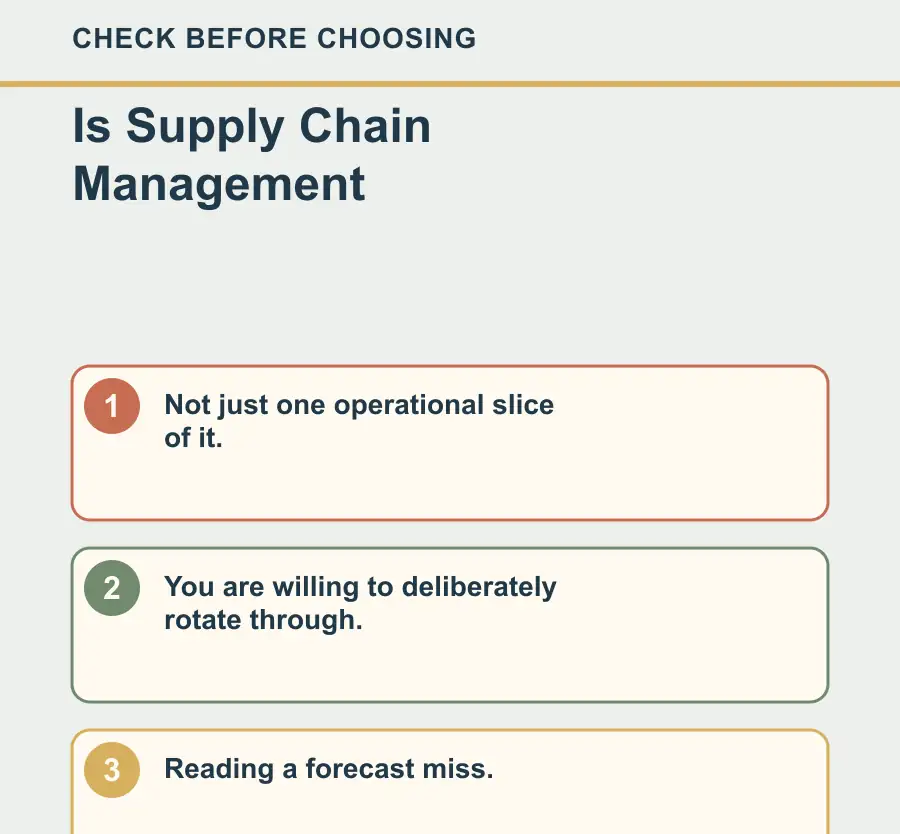 CHECK BEFORE CHOOSING
Is Supply Chain
Management
1
Not just one operational slice
of it.
2
You are willing to deliberately
rotate through.
3
Reading a forecast miss.